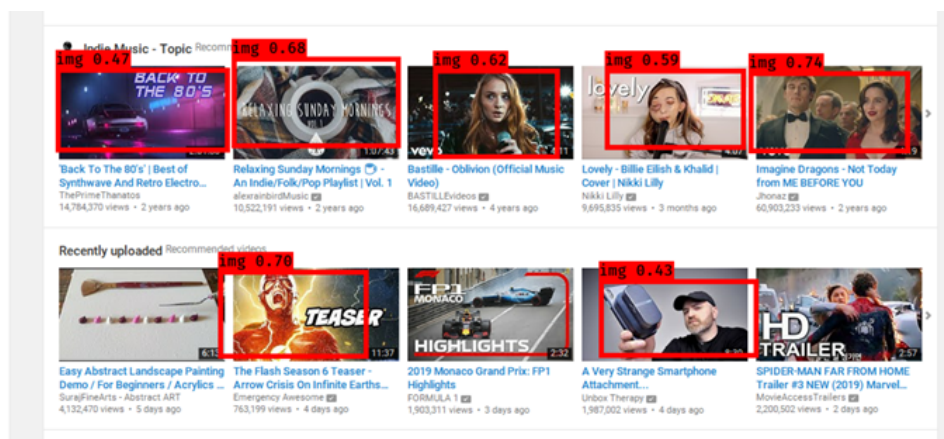 Indie Music - Topic Recomm
img 0.47
img 0.68
img 0.62
img 0.59
img 0.74
BACK TO
THE 80'S
RELAXING SUNDAY MORNINGS
VOL 1
lovely
1:07:43
vevo
4:11
4:07
'Back To The 80's' | Best of
Synthwave And Retro Electro...
ThePrimeThanatos
14,784,370 views • 2 years ago
Relaxing Sunday Mornings ☕ -
An Indie/Folk/Pop Playlist | Vol. 1
alexrainbirdMusic
10,522,191 views • 2 years ago
Bastille - Oblivion (Official Music
Video)
BASTILLEvideos
16,689,427 views • 4 years ago
Lovely - Billie Eilish & Khalid |
Cover | Nikki Lilly
Nikki Lilly
9,695,835 views • 3 months ago
Imagine Dragons - Not Today
from ME BEFORE YOU
Jhonaz
60,903,233 views • 2 years ago
Recently uploaded Recommended videos
img 0.70
img 0.43
TEASER
11:37
FP1
MONACO
HIGHLIGHTS
2:32
HD
TRAILER
2:57
Easy Abstract Landscape Painting
Demo / For Beginners / Acrylics ...
SurajFineArts - Abstract ART
4,132,470 views • 5 days ago
The Flash Season 6 Teaser -
Arrow Crisis On Infinite Earths...
Emergency Awesome
763,199 views • 4 days ago
2019 Monaco Grand Prix: FP1
Highlights
FORMULA 1
1,903,311 views • 3 days ago
A Very Strange Smartphone
Attachment...
Unbox Therapy
1,987,002 views • 4 days ago
SPIDER-MAN FAR FROM HOME
Trailer #3 NEW (2019) Marvel...
MovieAccessTrailers
2,200,502 views • 2 days ago